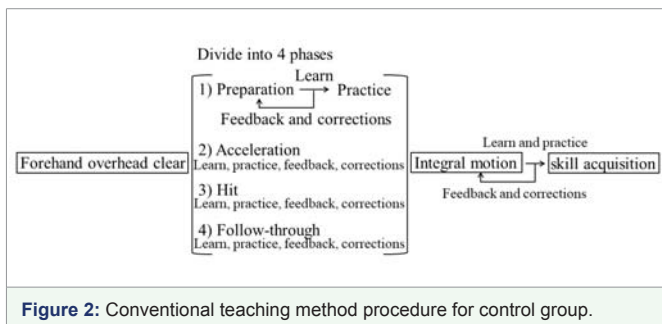 Divide into 4 phases
Learn
1) Preparation Practice
Feedback and corrections
2) Acceleration
Learn, practice, feedback, corrections
Forehand overhead clear
3) Hit
Learn, practice, feedback, corrections
4) Follow-through
Learn, practice, feedback, corrections
Learn and practice
Integral motion skill acquisition
Feedback and corrections
Figure 2: Conventional teaching method procedure for control group.